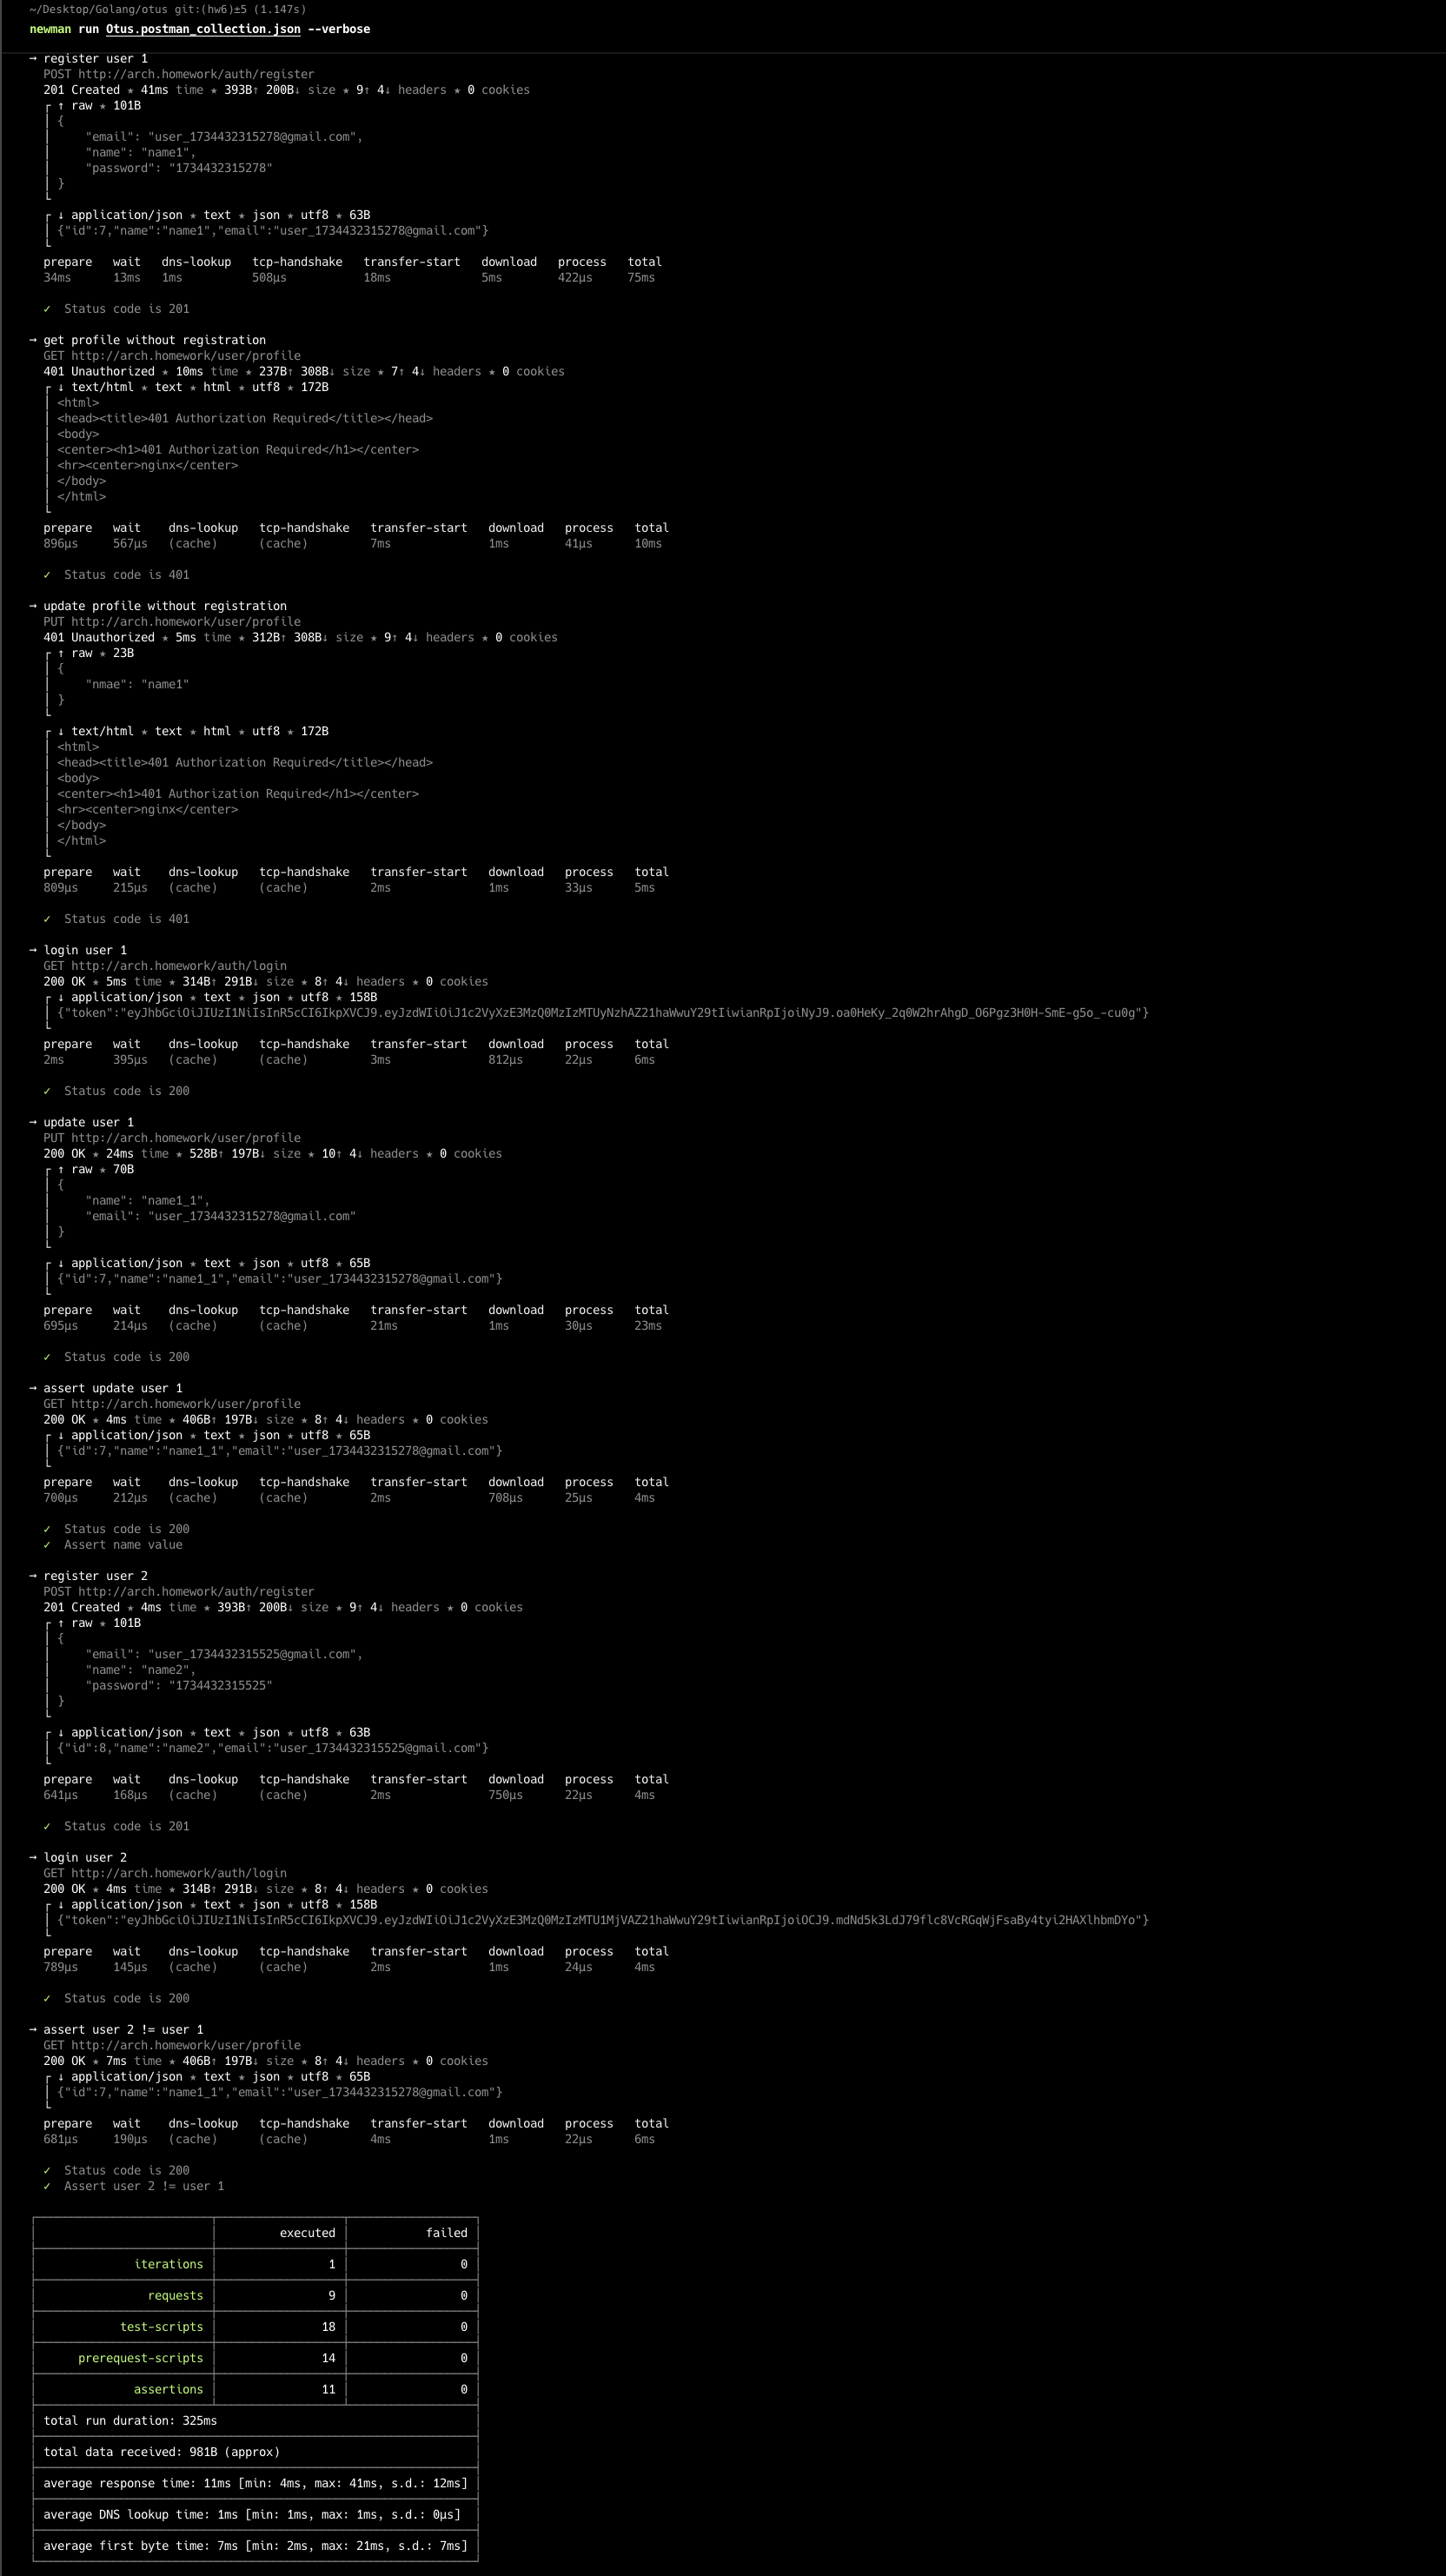 ~/Desktop/Golang/otus git:(hw6)±5 (1.147s)
newman run Otus.postman_collection.json --verbose
→ register user 1
POST http://arch.homework/auth/register
201 Created ★ 41ms time ★ 393B↑ 200B↓ size ★ 9↑ 4↓ headers ★ 0 cookies
┌ ↑ raw ★ 101B
│ {
│     "email": "user_1734432315278@gmail.com",
│     "name": "name1",
│     "password": "1734432315278"
│ }
└
┌ ↓ application/json ★ text ★ json ★ utf8 ★ 63B
│ {"id":7,"name":"name1","email":"user_1734432315278@gmail.com"}
└
prepare   wait   dns-lookup   tcp-handshake   transfer-start   download   process   total
34ms      13ms   1ms          508µs           18ms             5ms        422µs     75ms
✓  Status code is 201
→ get profile without registration
GET http://arch.homework/user/profile
401 Unauthorized ★ 10ms time ★ 237B↑ 308B↓ size ★ 7↑ 4↓ headers ★ 0 cookies
┌ ↓ text/html ★ text ★ html ★ utf8 ★ 172B
│ <html>
│ <head><title>401 Authorization Required</title></head>
│ <body>
│ <center><h1>401 Authorization Required</h1></center>
│ <hr><center>nginx</center>
│ </body>
│ </html>
└
prepare   wait    dns-lookup   tcp-handshake   transfer-start   download   process   total
896µs     567µs   (cache)      (cache)         7ms              1ms        41µs      10ms
✓  Status code is 401
→ update profile without registration
PUT http://arch.homework/user/profile
401 Unauthorized ★ 5ms time ★ 312B↑ 308B↓ size ★ 9↑ 4↓ headers ★ 0 cookies
┌ ↑ raw ★ 23B
│ {
│     "nmae": "name1"
│ }
└
┌ ↓ text/html ★ text ★ html ★ utf8 ★ 172B
│ <html>
│ <head><title>401 Authorization Required</title></head>
│ <body>
│ <center><h1>401 Authorization Required</h1></center>
│ <hr><center>nginx</center>
│ </body>
│ </html>
└
prepare   wait    dns-lookup   tcp-handshake   transfer-start   download   process   total
809µs     215µs   (cache)      (cache)         2ms              1ms        33µs      5ms
✓  Status code is 401
→ login user 1
GET http://arch.homework/auth/login
200 OK ★ 5ms time ★ 314B↑ 291B↓ size ★ 8↑ 4↓ headers ★ 0 cookies
┌ ↓ application/json ★ text ★ json ★ utf8 ★ 158B
│ {"token":"eyJhbGciOiJIUzI1NiIsInR5cCI6IkpXVCJ9.eyJzdWIiOiJ1c2VyXzE3MzQ0MzIzMTUyNzhAZ21haWwuY29tIiwianRpIjoiNyJ9.oa0HeKy_2q0W2hrAhgD_O6Pgz3H0H-SmE-g5o_-cu0g"}
└
prepare   wait    dns-lookup   tcp-handshake   transfer-start   download   process   total
2ms       395µs   (cache)      (cache)         3ms              812µs      22µs      6ms
✓  Status code is 200
→ update user 1
PUT http://arch.homework/user/profile
200 OK ★ 24ms time ★ 528B↑ 197B↓ size ★ 10↑ 4↓ headers ★ 0 cookies
┌ ↑ raw ★ 70B
│ {
│     "name": "name1_1",
│     "email": "user_1734432315278@gmail.com"
│ }
└
┌ ↓ application/json ★ text ★ json ★ utf8 ★ 65B
│ {"id":7,"name":"name1_1","email":"user_1734432315278@gmail.com"}
└
prepare   wait    dns-lookup   tcp-handshake   transfer-start   download   process   total
695µs     214µs   (cache)      (cache)         21ms             1ms        30µs      23ms
✓  Status code is 200
→ assert update user 1
GET http://arch.homework/user/profile
200 OK ★ 4ms time ★ 406B↑ 197B↓ size ★ 8↑ 4↓ headers ★ 0 cookies
┌ ↓ application/json ★ text ★ json ★ utf8 ★ 65B
│ {"id":7,"name":"name1_1","email":"user_1734432315278@gmail.com"}
└
prepare   wait    dns-lookup   tcp-handshake   transfer-start   download   process   total
700µs     212µs   (cache)      (cache)         2ms              708µs      25µs      4ms
✓  Status code is 200
✓  Assert name value
→ register user 2
POST http://arch.homework/auth/register
201 Created ★ 4ms time ★ 393B↑ 200B↓ size ★ 9↑ 4↓ headers ★ 0 cookies
┌ ↑ raw ★ 101B
│ {
│     "email": "user_1734432315525@gmail.com",
│     "name": "name2",
│     "password": "1734432315525"
│ }
└
┌ ↓ application/json ★ text ★ json ★ utf8 ★ 63B
│ {"id":8,"name":"name2","email":"user_1734432315525@gmail.com"}
└
prepare   wait    dns-lookup   tcp-handshake   transfer-start   download   process   total
641µs     168µs   (cache)      (cache)         2ms              750µs      22µs      4ms
✓  Status code is 201
→ login user 2
GET http://arch.homework/auth/login
200 OK ★ 4ms time ★ 314B↑ 291B↓ size ★ 8↑ 4↓ headers ★ 0 cookies
┌ ↓ application/json ★ text ★ json ★ utf8 ★ 158B
│ {"token":"eyJhbGciOiJIUzI1NiIsInR5cCI6IkpXVCJ9.eyJzdWIiOiJ1c2VyXzE3MzQ0MzIzMTU1MjVAZ21haWwuY29tIiwianRpIjoiOCJ9.mdNd5k3LdJ79flc8VcRGqWjFsaBy4tyi2HAXlhbmDYo"}
└
prepare   wait    dns-lookup   tcp-handshake   transfer-start   download   process   total
789µs     145µs   (cache)      (cache)         2ms              1ms        24µs      4ms
✓  Status code is 200
→ assert user 2 != user 1
GET http://arch.homework/user/profile
200 OK ★ 7ms time ★ 406B↑ 197B↓ size ★ 8↑ 4↓ headers ★ 0 cookies
┌ ↓ application/json ★ text ★ json ★ utf8 ★ 65B
│ {"id":7,"name":"name1_1","email":"user_1734432315278@gmail.com"}
└
prepare   wait    dns-lookup   tcp-handshake   transfer-start   download   process   total
681µs     190µs   (cache)      (cache)         4ms              1ms        22µs      6ms
✓  Status code is 200
✓  Assert user 2 != user 1
executed failed
iterations 1 0
requests 9 0
test-scripts 18 0
prerequest-scripts 14 0
assertions 11 0
total run duration: 325ms
total data received: 981B (approx)
average response time: 11ms [min: 4ms, max: 41ms, s.d.: 12ms]
average DNS lookup time: 1ms [min: 1ms, max: 1ms, s.d.: 0µs]
average first byte time: 7ms [min: 2ms, max: 21ms, s.d.: 7ms]